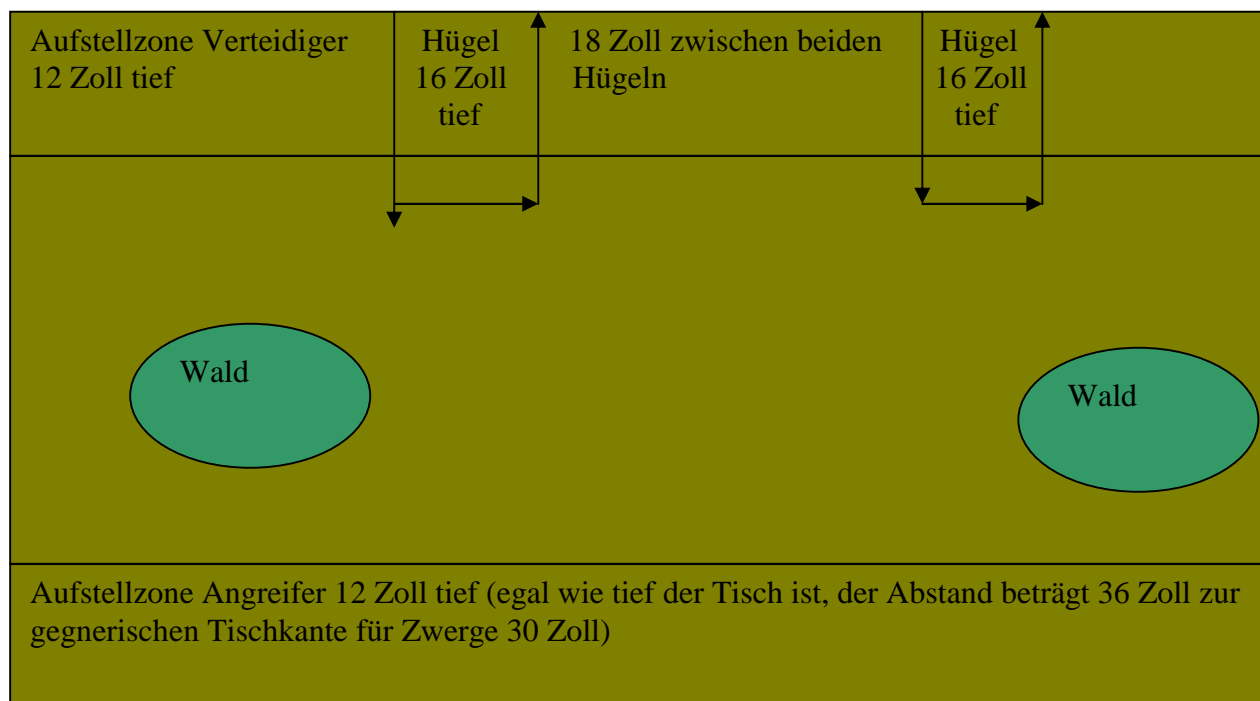 Aufstellzone Verteidiger
12 Zoll tief
Hügel
16 Zoll
tief
18 Zoll zwischen beiden
Hügeln
Hügel
16 Zoll
tief
Wald
Wald
Aufstellzone Angreifer 12 Zoll tief (egal wie tief der Tisch ist, der Abstand beträgt 36 Zoll zur
gegnerischen Tischkante für Zwerge 30 Zoll)